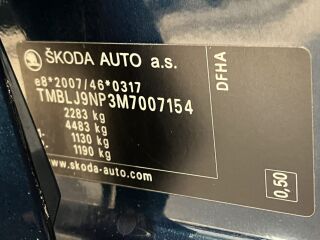 ŠKODA AUTO a.s.
e8*2007/46*0317
TMBLJ9NP3M7007154
2283 kg
4483 kg
1- 1130 kg
2- 1190 kg
www.skoda-auto.com
DFHA
0,50